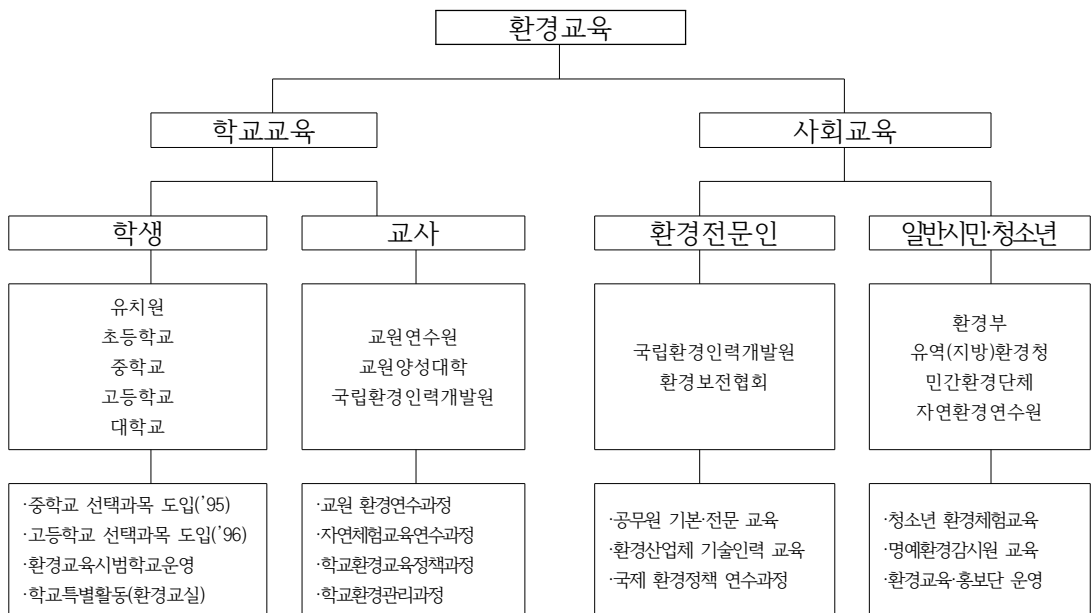 환경교육
학교교육
사회교육
학생
교사
환경전문인
일반시민·청소년
유치원
초등학교
중학교
고등학교
대학교
교원연수원
교원양성대학
국립환경인력개발원
국립환경인력개발원
환경보전협회
환경부
유역(지방)환경청
민간환경단체
자연환경연수원
·중학교 선택과목 도입('95)
·고등학교 선택과목 도입('96)
·환경교육시범학교운영
·학교특별활동(환경교실)
·교원 환경연수과정
·자연체험교육연수과정
·학교환경교육정책과정
·학교환경관리과정
·공무원 기본·전문 교육
·환경산업체 기술인력 교육
·국제 환경정책 연수과정
·청소년 환경체험교육
·명예환경감시원 교육
·환경교육·홍보단 운영